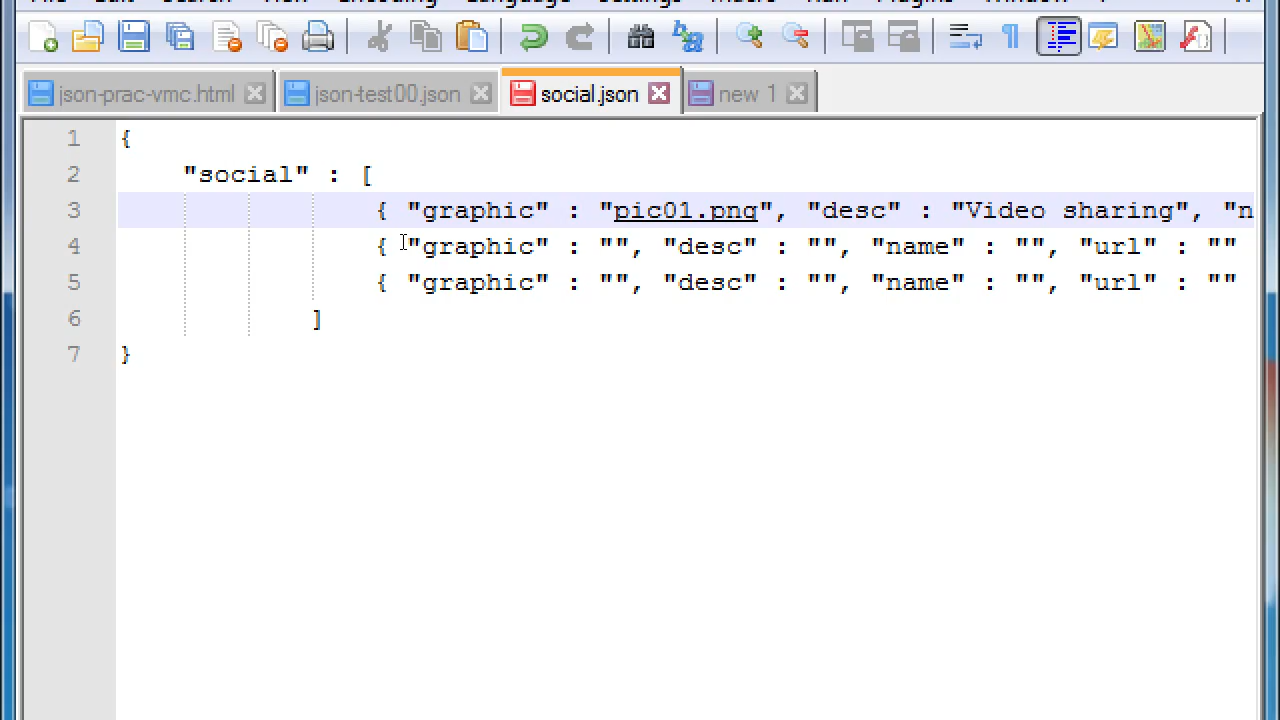 json-prac-vmc.html json-test00.json social.json new 1
1 {
2 "social" : [
3 { "graphic" : "pic01.png", "desc" : "Video sharing", "n
4 { "graphic" : "", "desc" : "", "name" : "", "url" : ""
5 { "graphic" : "", "desc" : "", "name" : "", "url" : ""
6 ]
7 }